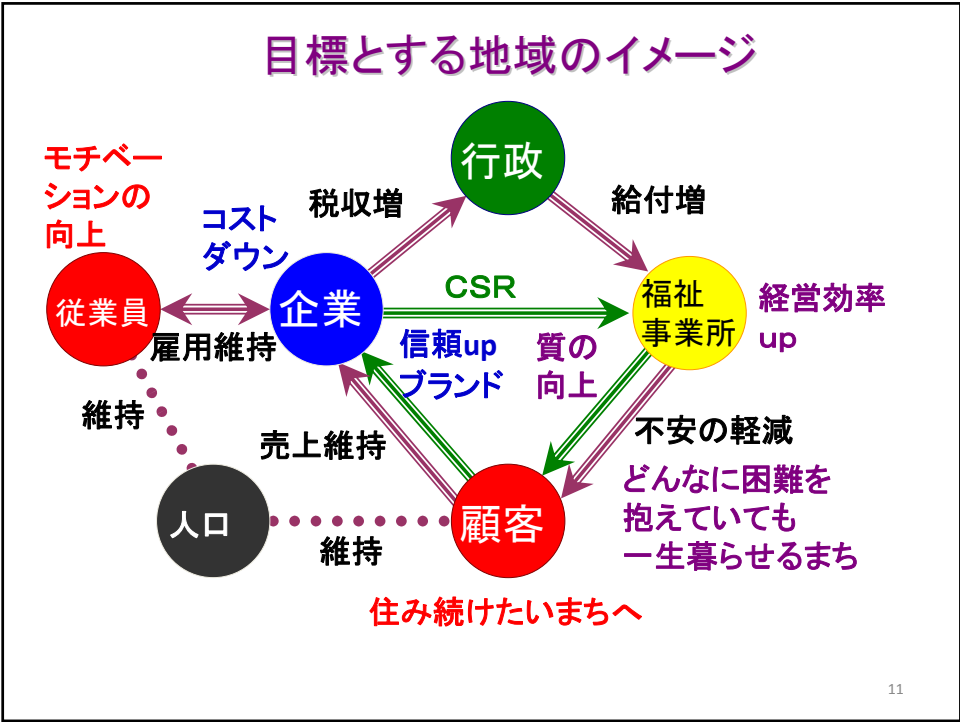 目標とする地域のイメージ
行政
モチベー
ションの
向上
税収増
給付増
コスト
ダウン
従業員
企業
CSR
福祉
事業所
経営効率
up
雇用維持
信頼up
ブランド
質の
向上
維持
売上維持
不安の軽減
どんなに困難を
抱えていても
一生暮らせるまち
人口
顧客
維持
住み続けたいまちへ
11